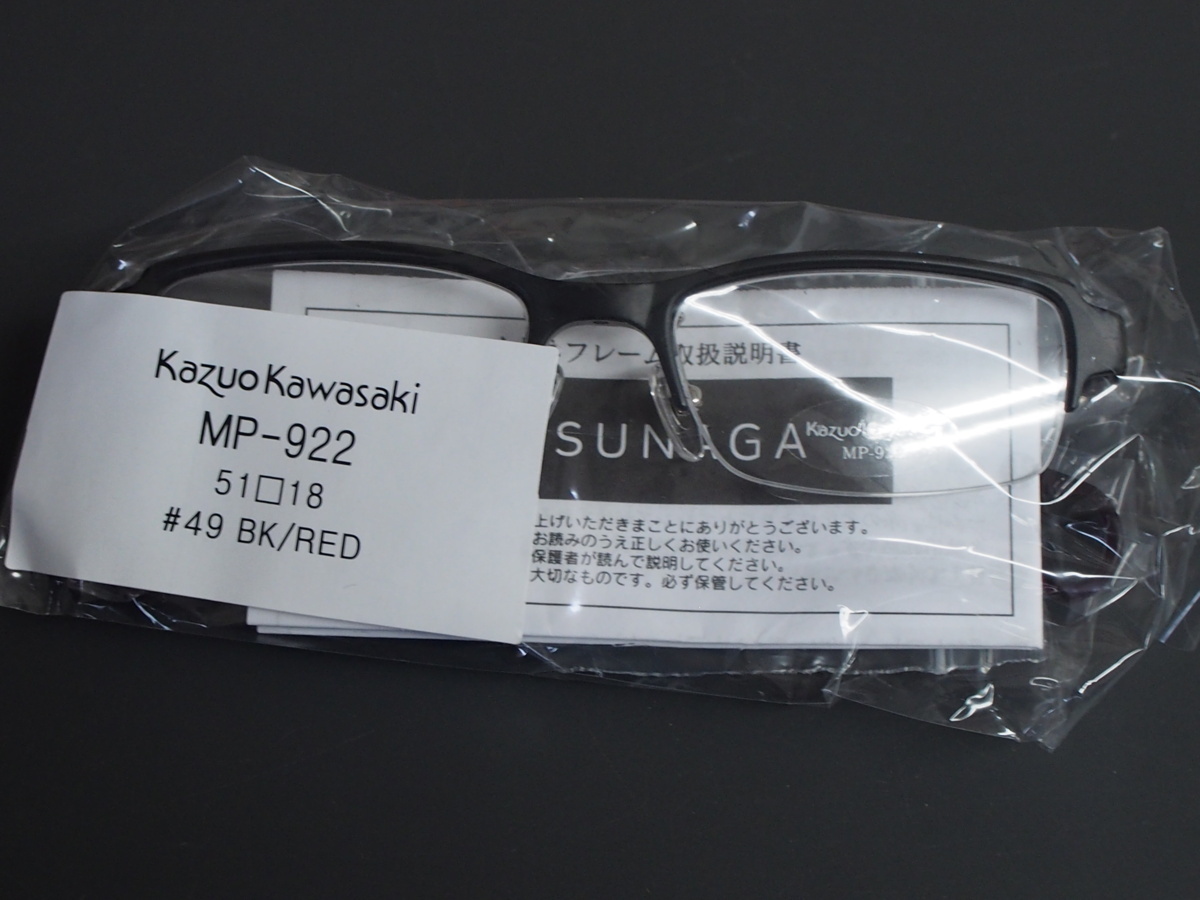 Kazuo Kawasaki
MP-922
51□18
#49 BK/RED
フレーム取扱説明書
SUNAGA
Kazuo
MP-92
上げいただきまことにありがとうございます。
お読みのうえ正しくお使いください。
保護者が読んで説明してください。
大切なものです。必ず保管してください。